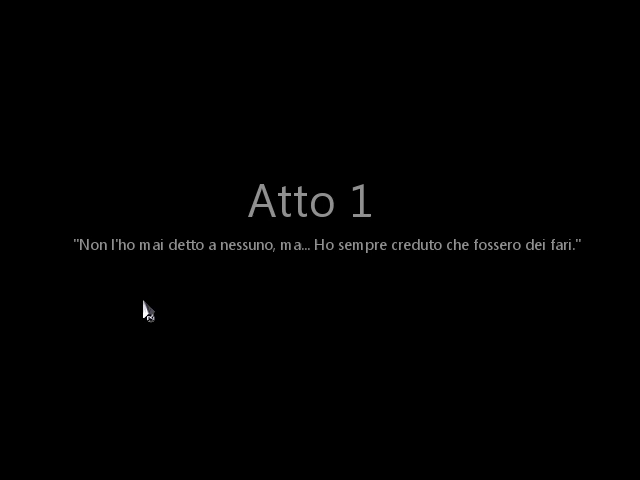 Atto 1
"Non l'ho mai detto a nessuno, ma... Ho sempre creduto che fossero dei fari."